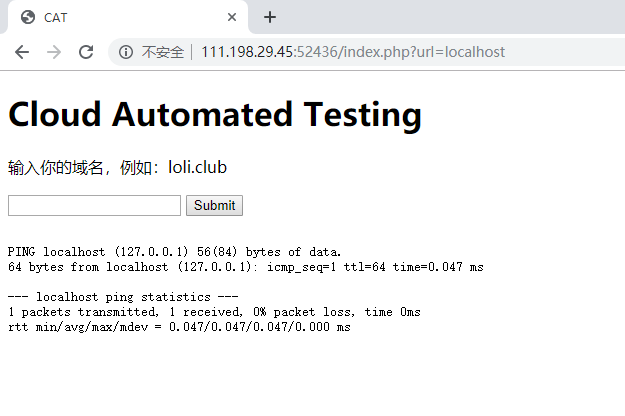 CAT
不安全 111.198.29.45:52436/index.php?url=localhost
Cloud Automated Testing
输入你的域名，例如：loli.club
Submit
PING localhost (127.0.0.1) 56(84) bytes of data.
64 bytes from localhost (127.0.0.1): icmp_seq=1 ttl=64 time=0.047 ms
--- localhost ping statistics ---
1 packets transmitted, 1 received, 0% packet loss, time 0ms
rtt min/avg/max/mdev = 0.047/0.047/0.047/0.000 ms